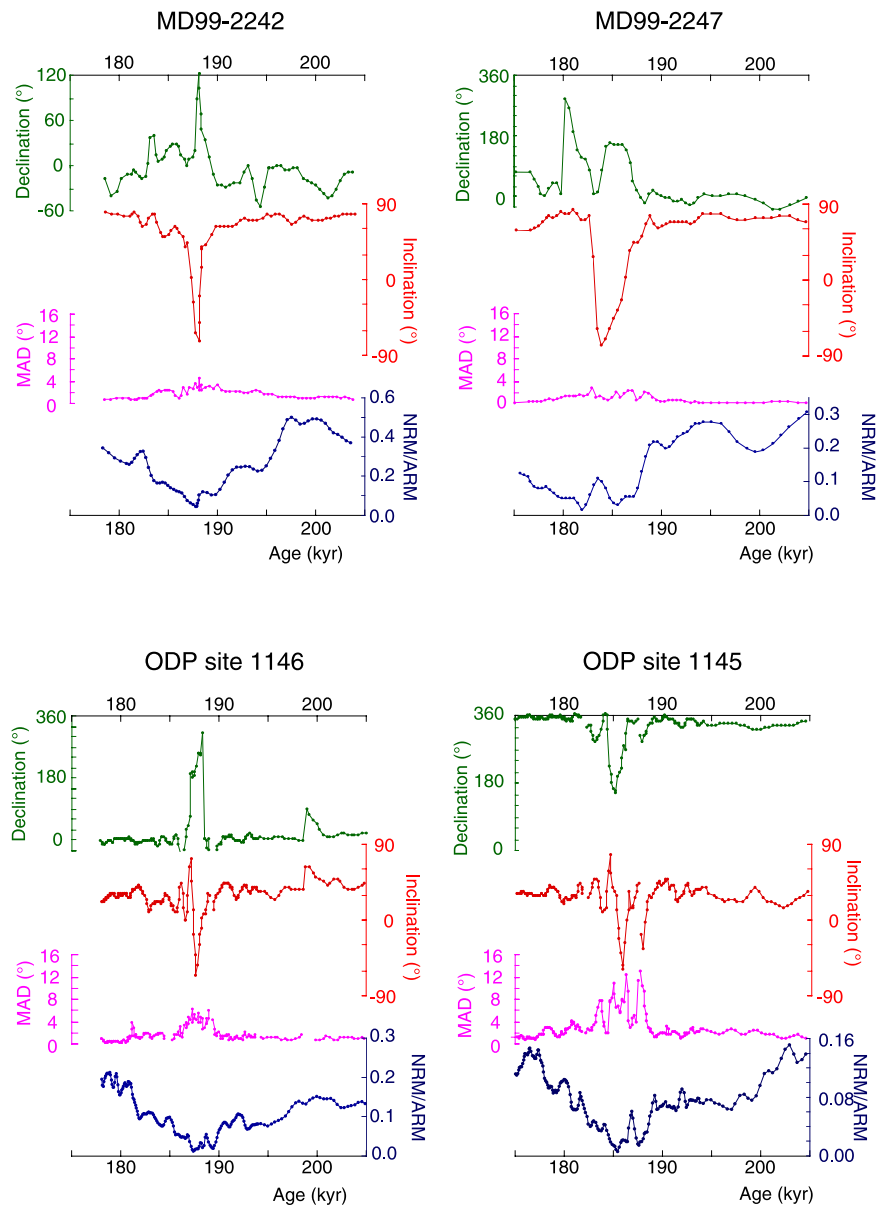 MD99-2242
180 190 200
Declination (°)
120
60
0
-60
Inclination (°)
90
0
-90
MAD (°)
16
12
8
4
0
NRM/ARM
0.6
0.4
0.2
0.0
180 190 200
Age (kyr)
MD99-2247
180 190 200
Declination (°)
360
180
0
Inclination (°)
90
0
-90
MAD (°)
16
12
8
4
0
NRM/ARM
0.3
0.2
0.1
0.0
180 190 200
Age (kyr)
ODP site 1146
180 190 200
Declination (°)
360
180
0
Inclination (°)
90
0
-90
MAD (°)
16
12
8
4
0
NRM/ARM
0.3
0.2
0.1
0.0
180 190 200
Age (kyr)
ODP site 1145
180 190 200
Declination (°)
360
180
0
Inclination (°)
90
0
-90
MAD (°)
16
12
8
4
0
NRM/ARM
0.16
0.08
0.00
180 190 200
Age (kyr)